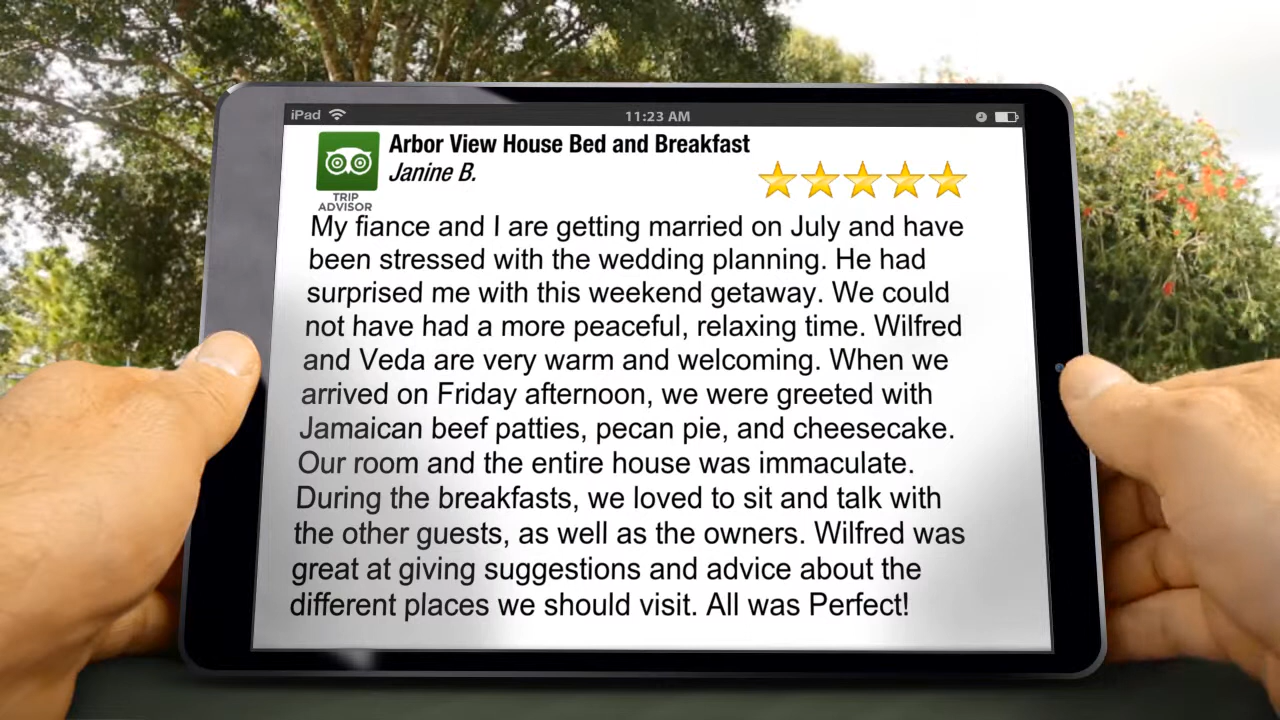 iPad 11:23 AM
Arbor View House Bed and Breakfast
Janine B.
TRIP
ADVISOR
My fiance and I are getting married on July and have
been stressed with the wedding planning. He had
surprised me with this weekend getaway. We could
not have had a more peaceful, relaxing time. Wilfred
and Veda are very warm and welcoming. When we
arrived on Friday afternoon, we were greeted with
Jamaican beef patties, pecan pie, and cheesecake.
Our room and the entire house was immaculate.
During the breakfasts, we loved to sit and talk with
the other guests, as well as the owners. Wilfred was
great at giving suggestions and advice about the
different places we should visit. All was Perfect!